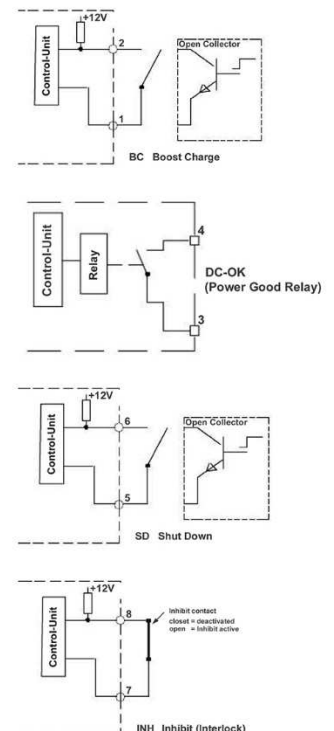 +12V
2
Control-Unit
1
Open Collector
BC Boost Charge
Control-Unit
Relay
4
DC-OK
(Power Good Relay)
3
+12V
6
Control-Unit
5
Open Collector
SD Shut Down
+12V
8
Control-Unit
7
Inhibit contact
closet = deactivated
open = Inhibit active
INH Inhibit (Interlock)